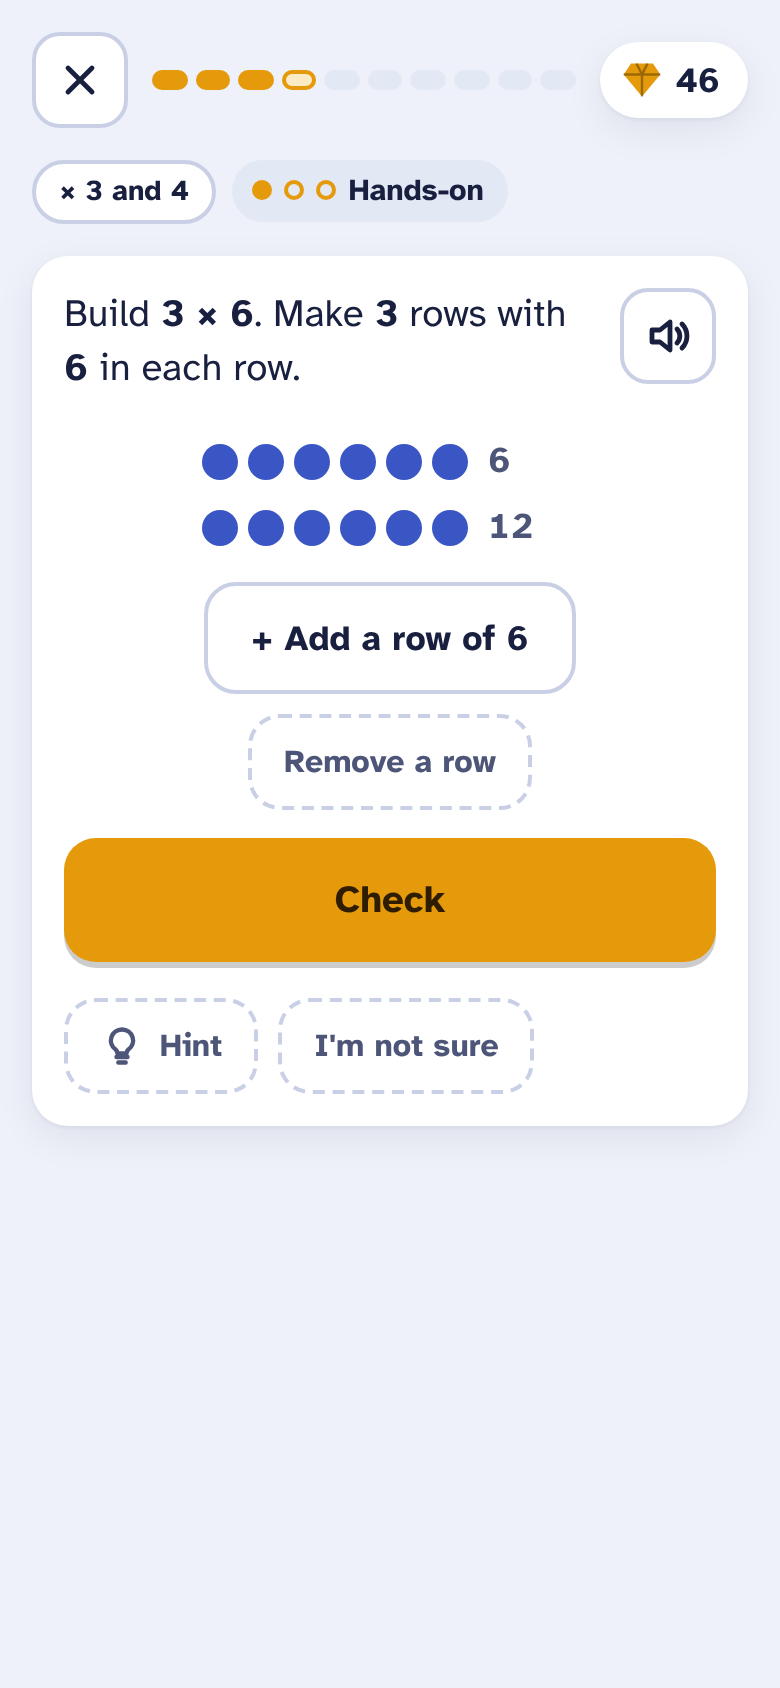 46
× 3 and 4
Hands-on
Build 3 × 6. Make 3 rows with
6 in each row.
6
12
+ Add a row of 6
Remove a row
Check
Hint
I'm not sure